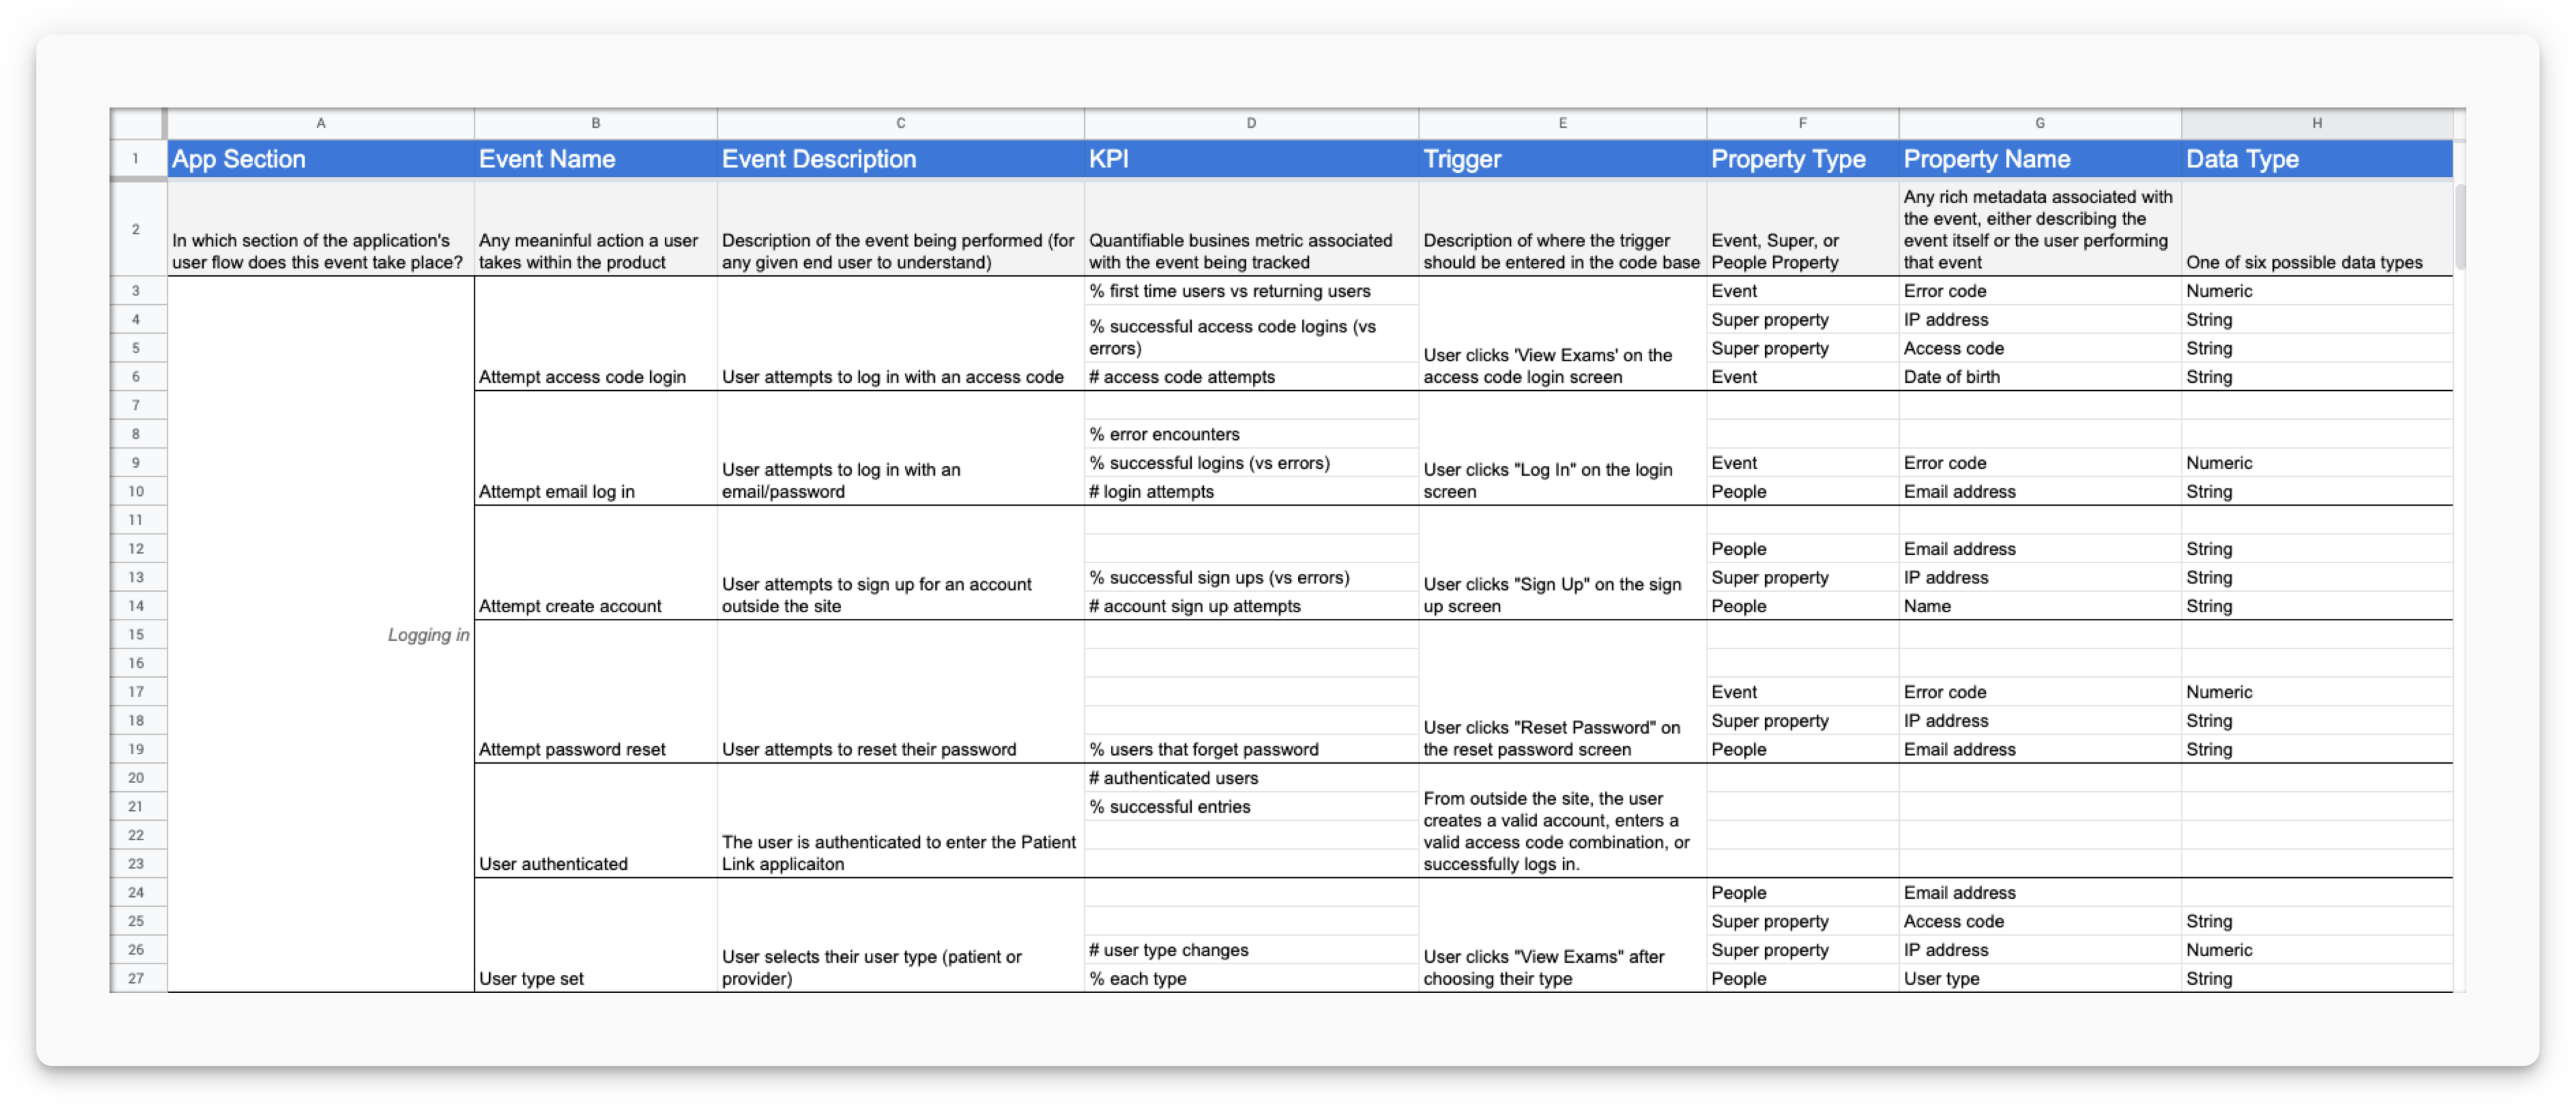 A B C D E F G H
1 App Section Event Name Event Description KPI Trigger Property Type Property Name Data Type
2
In which section of the application's
user flow does this event take place?
Any meaninful action a user
takes within the product
Description of the event being performed (for
any given end user to understand)
Quantifiable busines metric associated
with the event being tracked
Description of where the trigger
should be entered in the code base
Event, Super, or
People Property
Any rich metadata associated with
the event, either describing the
event itself or the user performing
that event
One of six possible data types
Logging in
Attempt access code login
User attempts to log in with an access code
3 % first time users vs returning users
4 % successful access code logins (vs
5 errors)
6 # access code attempts
User clicks 'View Exams' on the
access code login screen
Event Error code Numeric
Super property IP address String
Super property Access code String
Event Date of birth String
7
8 % error encounters
9 % successful logins (vs errors)
10 # login attempts
Attempt email log in
User attempts to log in with an
email/password
User clicks "Log In" on the login
screen
Event Error code Numeric
People Email address String
11
12
13 % successful sign ups (vs errors)
14 # account sign up attempts
Attempt create account
User attempts to sign up for an account
outside the site
User clicks "Sign Up" on the sign
up screen
People Email address String
Super property IP address String
People Name String
15
16
17
18
19 % users that forget password
Attempt password reset
User attempts to reset their password
User clicks "Reset Password" on
the reset password screen
Event Error code Numeric
Super property IP address String
People Email address String
20 # authenticated users
21 % successful entries
22
23
User authenticated
The user is authenticated to enter the Patient
Link applicaiton
From outside the site, the user
creates a valid account, enters a
valid access code combination, or
successfully logs in.
24
25
26 # user type changes
27 % each type
User type set
User selects their user type (patient or
provider)
User clicks "View Exams" after
choosing their type
People Email address
Super property Access code String
Super property IP address Numeric
People User type String